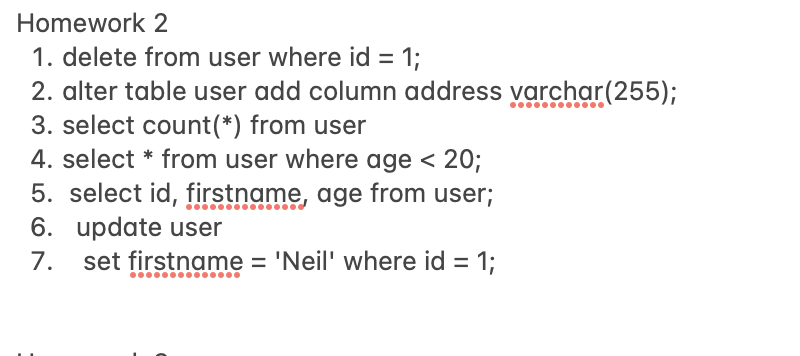 Homework 2
1. delete from user where id = 1;
2. alter table user add column address varchar(255);
3. select count(*) from user
4. select * from user where age < 20;
5. select id, firstname, age from user;
6. update user
7. set firstname = 'Neil' where id = 1;